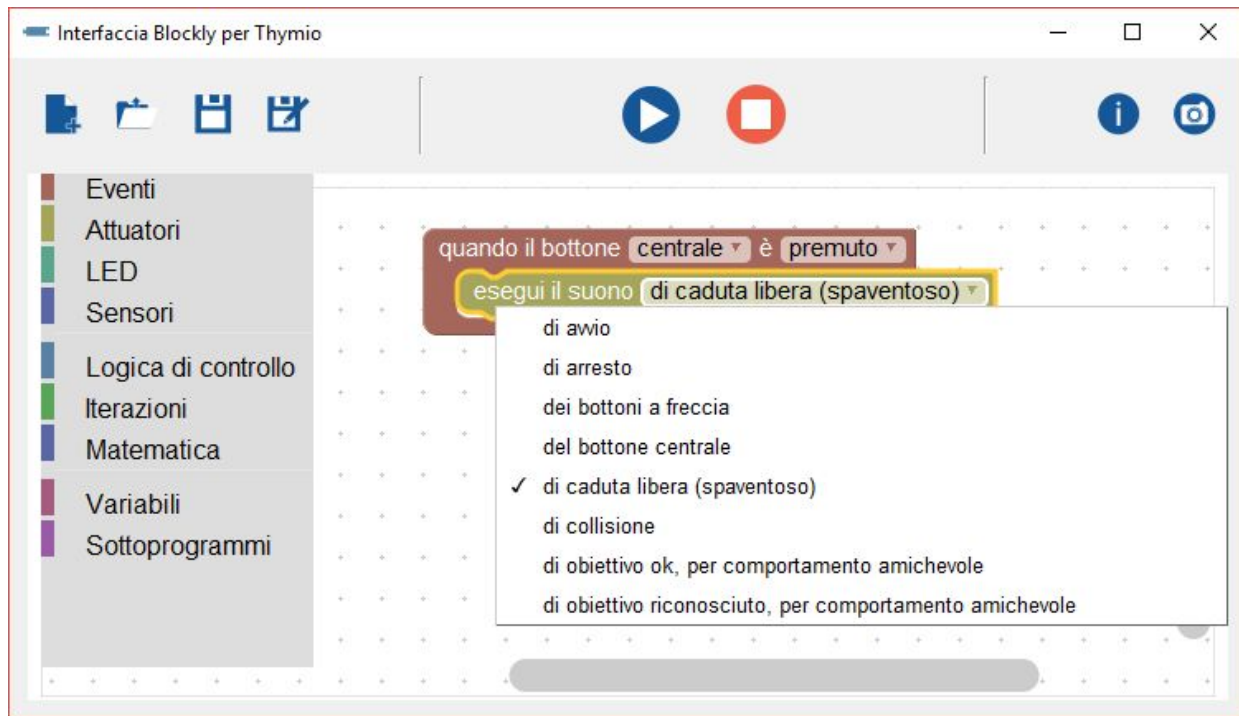 Interfaccia Blockly per Thymio
Eventi
Attuatori
LED
Sensori
Logica di controllo
Iterazioni
Matematica
Variabili
Sottoprogrammi
quando il bottone centrale è premuto
esegui il suono di caduta libera (spaventoso)
di avvio
di arresto
dei bottoni a freccia
del bottone centrale
✓ di caduta libera (spaventoso)
di collisione
di obiettivo ok, per comportamento amichevole
di obiettivo riconosciuto, per comportamento amichevole